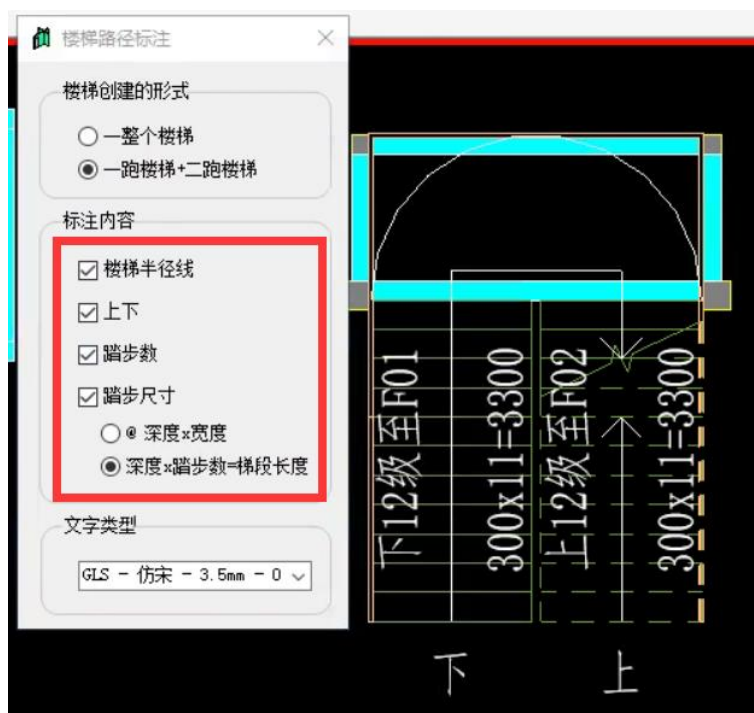 楼梯路径标注
楼梯创建的形式
一整个楼梯
一跑楼梯+二跑楼梯
标注内容
楼梯半径线
上下
踏步数
踏步尺寸
@ 深度x宽度
深度x踏步数=梯段长度
文字类型
GLS - 仿宋 - 3.5mm - 0
下12级至F01
300x11=3300
上12级至F02
300x11=3300
下
上